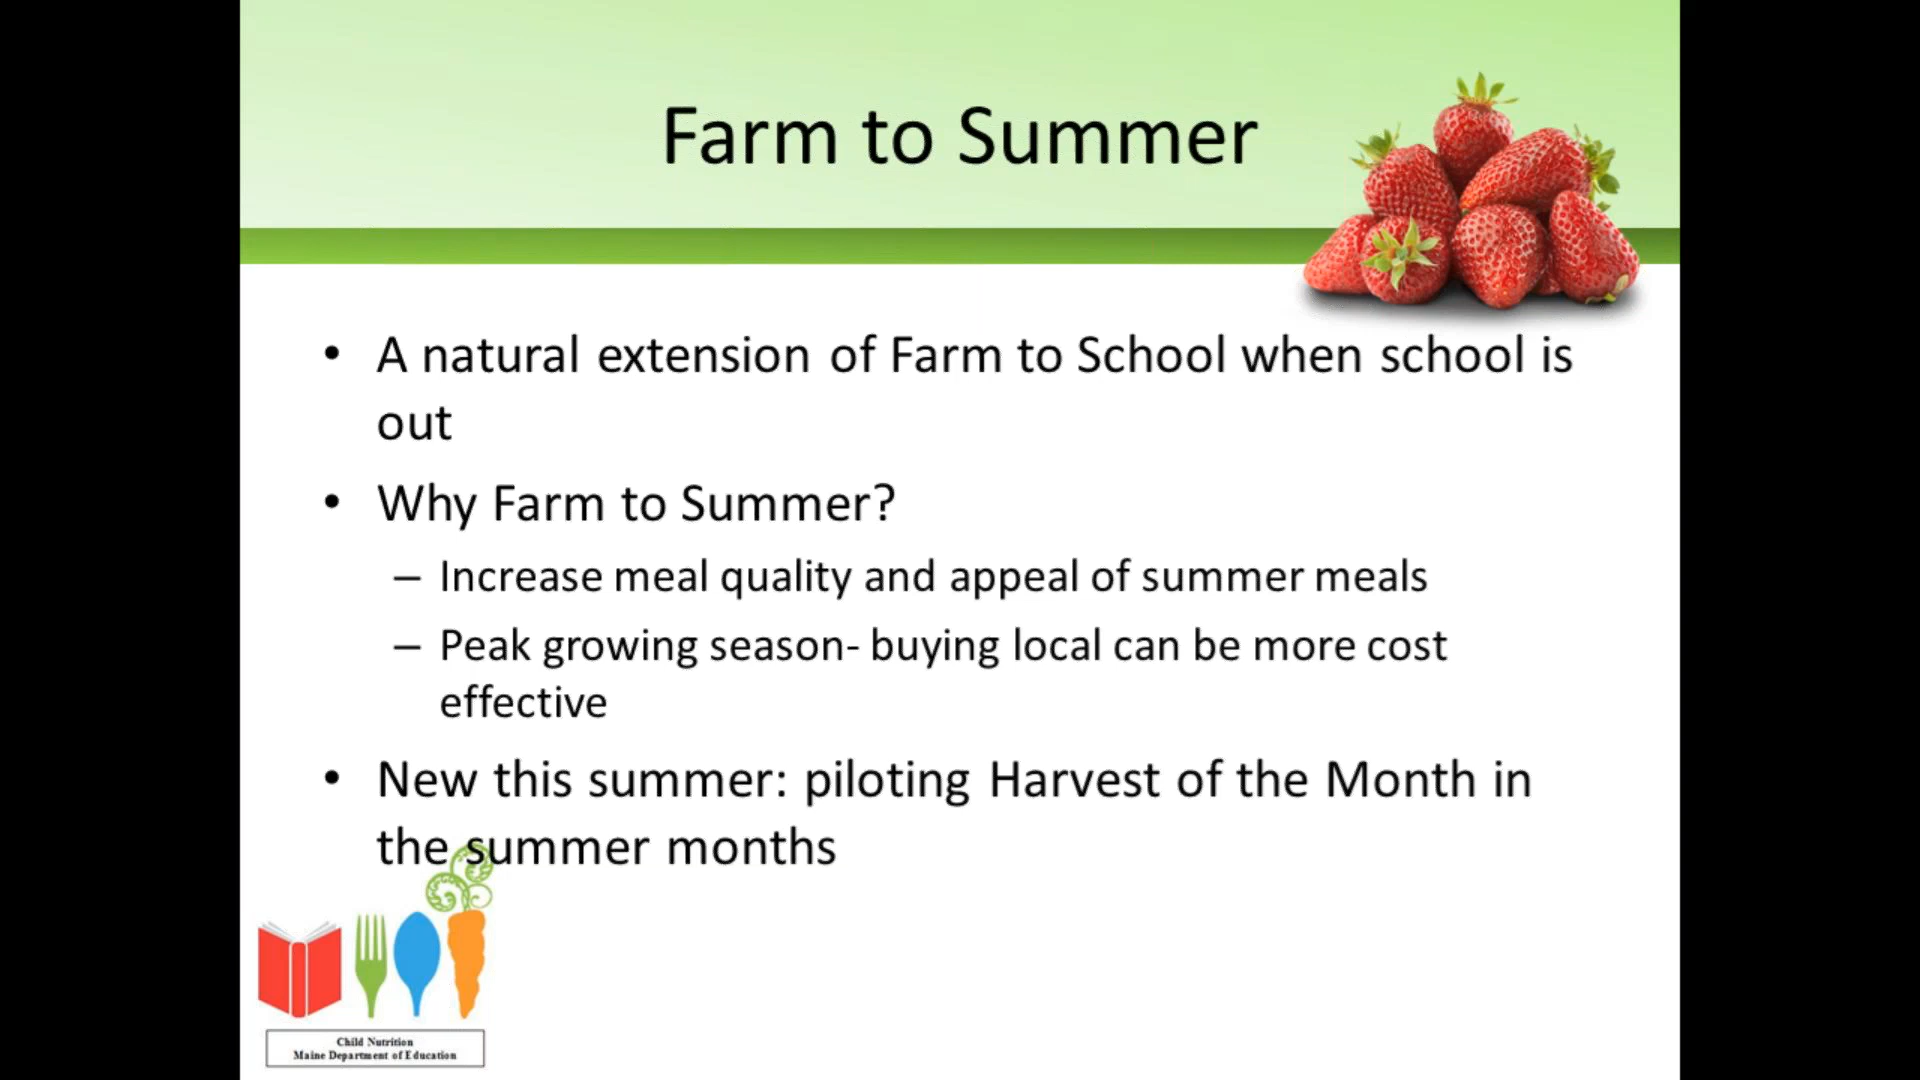 Farm to Summer
• A natural extension of Farm to School when school is
out
• Why Farm to Summer?
– Increase meal quality and appeal of summer meals
– Peak growing season- buying local can be more cost
effective
• New this summer: piloting Harvest of the Month in
the summer months
Child Nutrition
Maine Department of Education